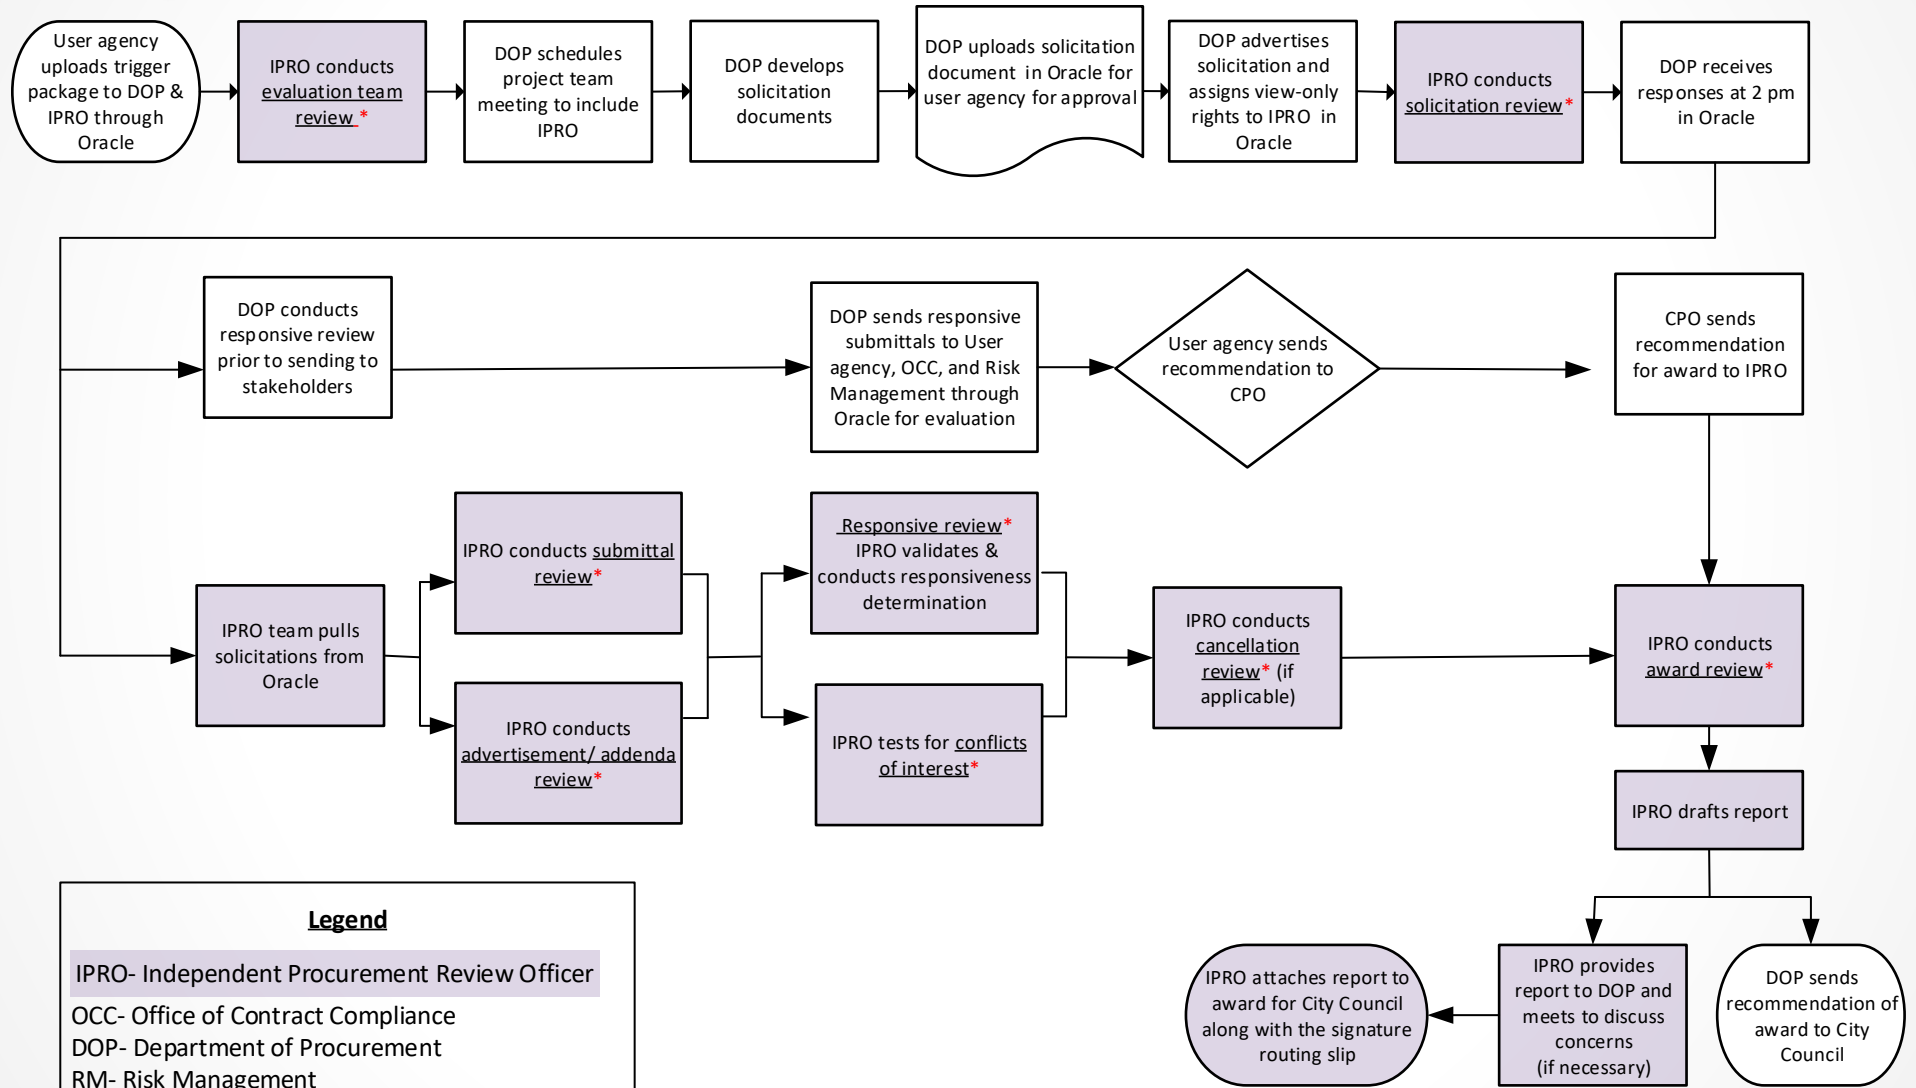 User agency
uploads trigger
package to DOP &
IPRO through
Oracle
IPRO conducts
evaluation team
review *
DOP schedules
project team
meeting to include
IPRO
DOP develops
solicitation
documents
DOP uploads solicitation
document in Oracle for
user agency for approval
DOP advertises
solicitation and
assigns view-only
rights to IPRO in
Oracle
IPRO conducts
solicitation review*
DOP receives
responses at 2 pm
in Oracle
DOP conducts
responsive review
prior to sending to
stakeholders
DOP sends responsive
submittals to User
agency, OCC, and Risk
Management through
Oracle for evaluation
User agency sends
recommendation to
CPO
CPO sends
recommendation
for award to IPRO
IPRO team pulls
solicitations from
Oracle
IPRO conducts submittal
review*
IPRO conducts
advertisement/ addenda
review*
Responsive review*
IPRO validates &
conducts responsiveness
determination
IPRO tests for conflicts
of interest*
IPRO conducts
cancellation
review* (if
applicable)
IPRO conducts
award review*
IPRO drafts report
IPRO attaches report to
award for City Council
along with the signature
routing slip
IPRO provides
report to DOP and
meets to discuss
concerns
(if necessary)
DOP sends
recommendation of
award to City
Council
Legend
IPRO- Independent Procurement Review Officer
OCC- Office of Contract Compliance
DOP- Department of Procurement
RM- Risk Management